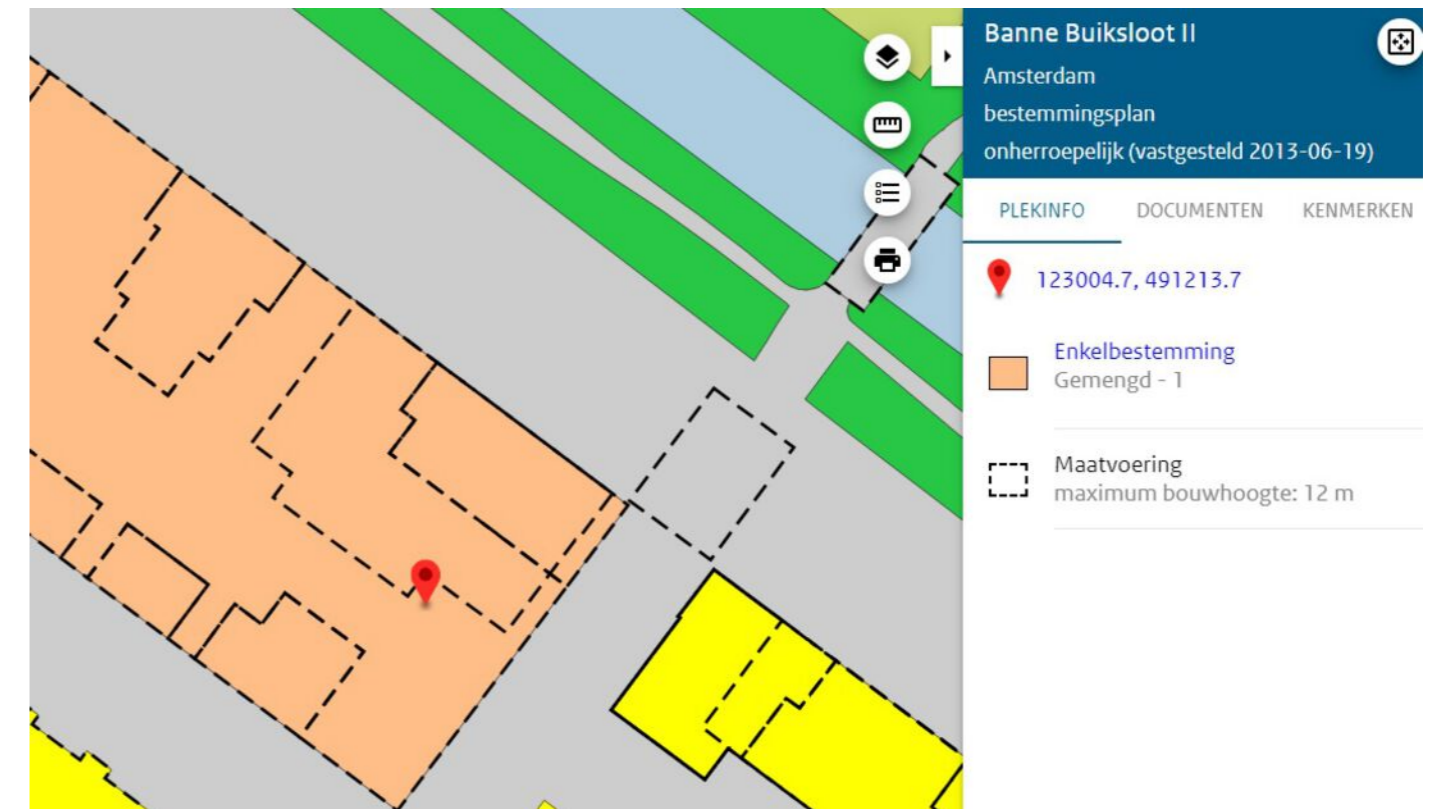 Banne Buiksloot II
Amsterdam
bestemmingsplan
onherroepelijk (vastgesteld 2013-06-19)
PLEKINFO DOCUMENTEN KENMERKEN
123004.7, 491213.7
Enkelbestemming
Gemengd - 1
Maatvoering
maximum bouwhoogte: 12 m